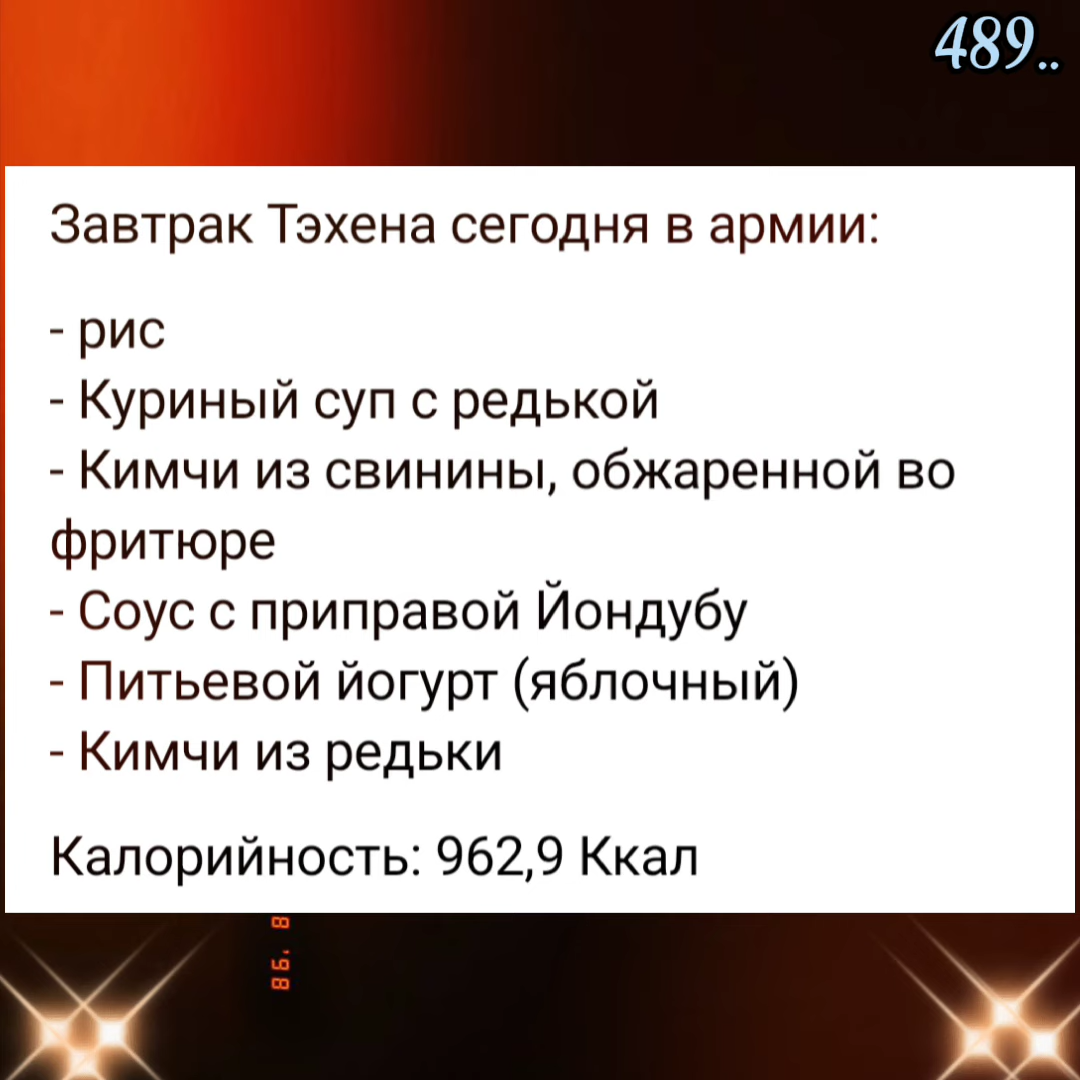 489..
Завтрак Тэхена сегодня в армии:
- рис
- Куриный суп с редькой
- Кимчи из свинины, обжаренной во
фритюре
- Соус с приправой Йондубу
- Питьевой йогурт (яблочный)
- Кимчи из редьки
Калорийность: 962,9 Ккал